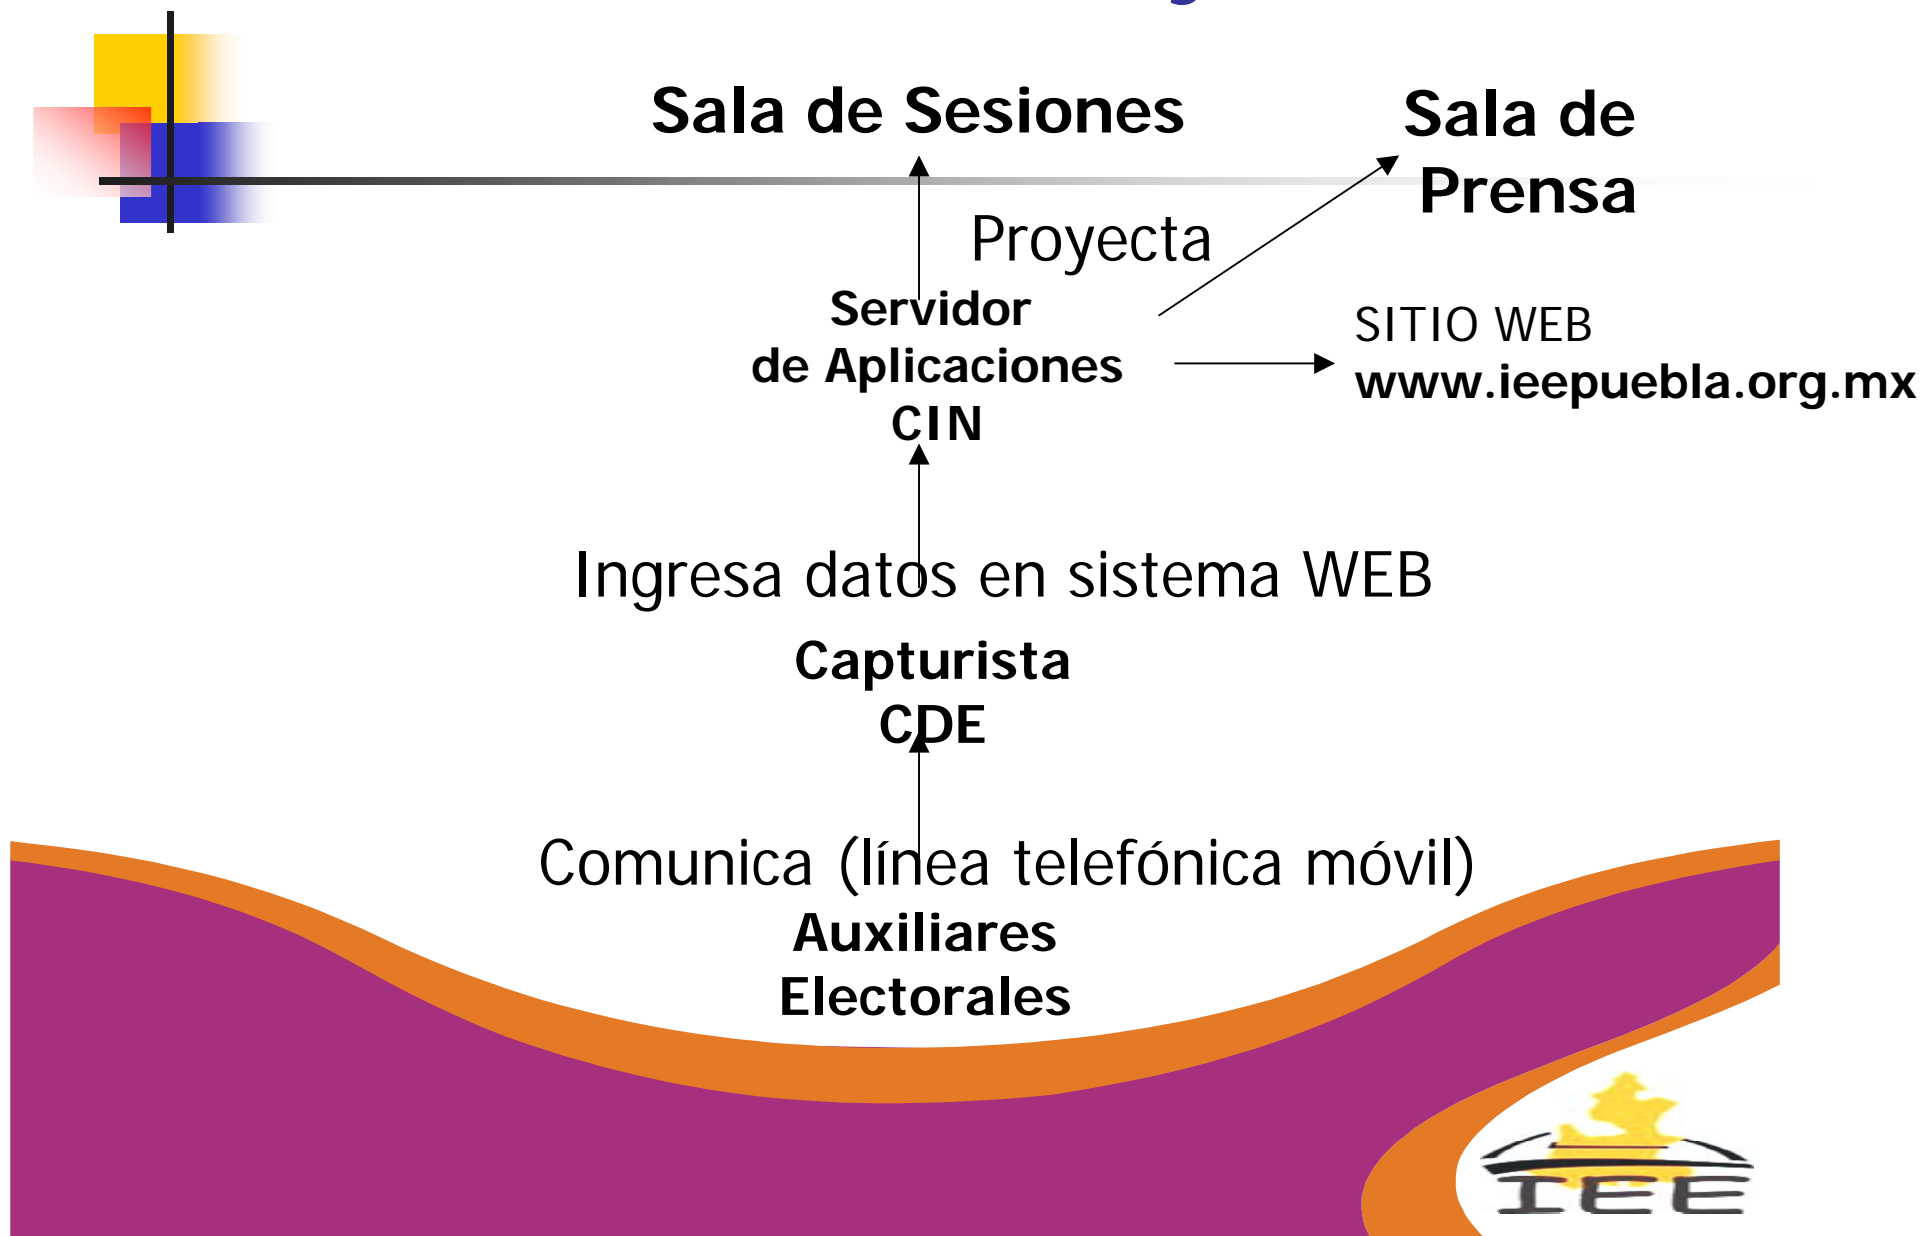 Sala de Sesiones
Sala de
Prensa
Proyecta
Servidor
de Aplicaciones
CIN
SITIO WEB
www.ieepuebla.org.mx
Ingresa datos en sistema WEB
Capturista
CDE
Comunica (línea telefónica móvil)
Auxiliares
Electorales
IEE